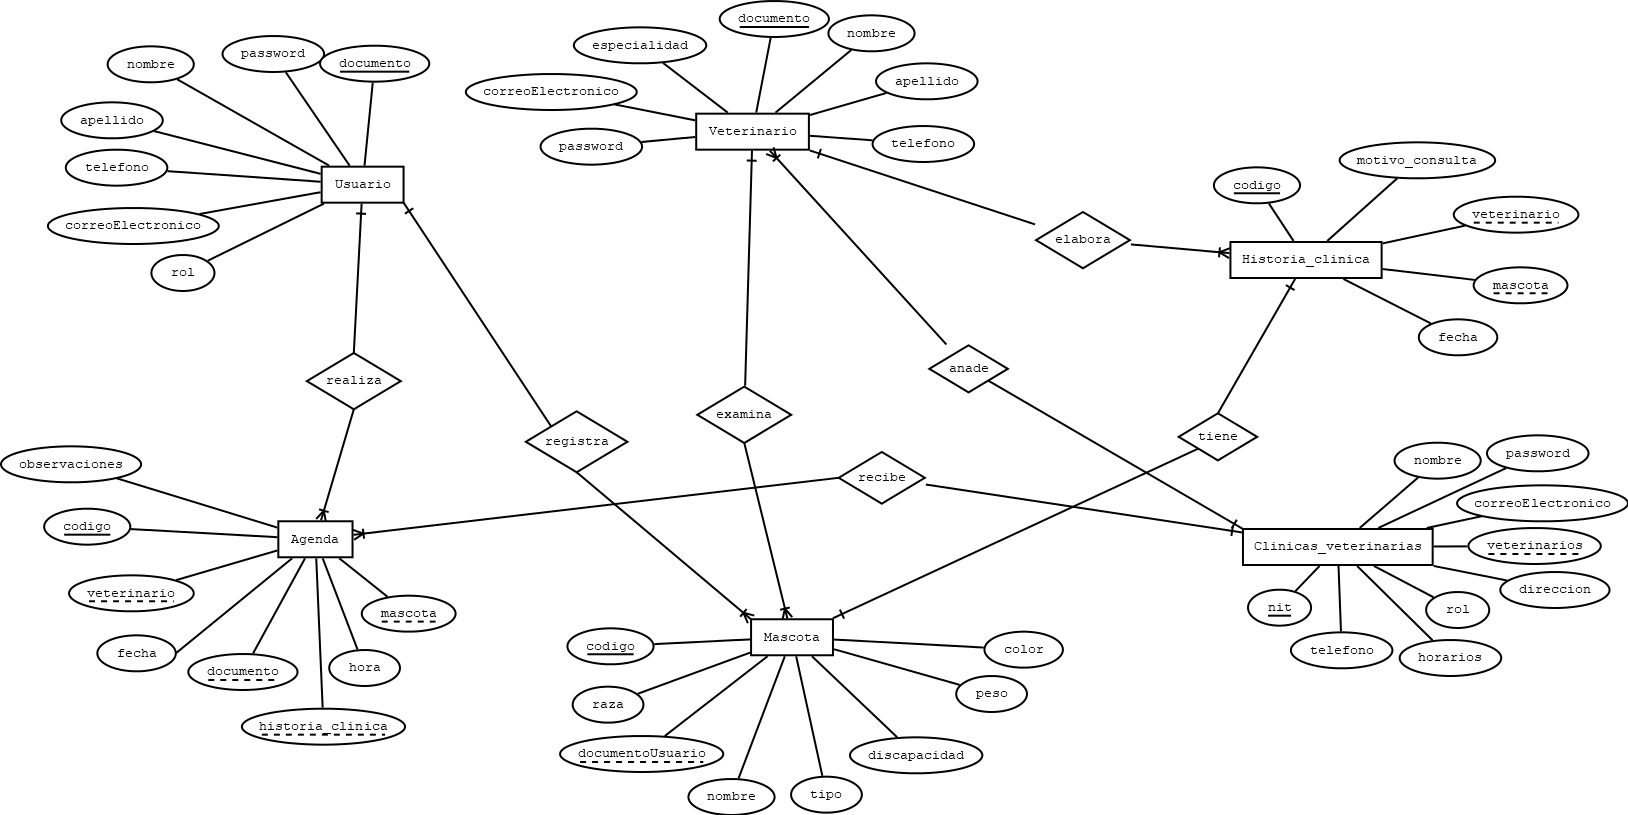 documento
nombre
especialidad
password
documento
nombre
apellido
correoElectronico
Veterinario
apellido
password
telefono
telefono
motivo_consulta
Usuario
codigo
veterinario
correoElectronico
elabora
Historia_clinica
rol
mascota
fecha
realiza
anade
examina
registra
tiene
observaciones
recibe
nombre
password
correoElectronico
codigo
Agenda
Clinicas_veterinarias
veterinarios
veterinario
mascota
direccion
nit
rol
Mascota
fecha
codigo
color
telefono
horarios
documento
hora
peso
raza
historia_clinica
documentoUsuario
discapacidad
nombre
tipo